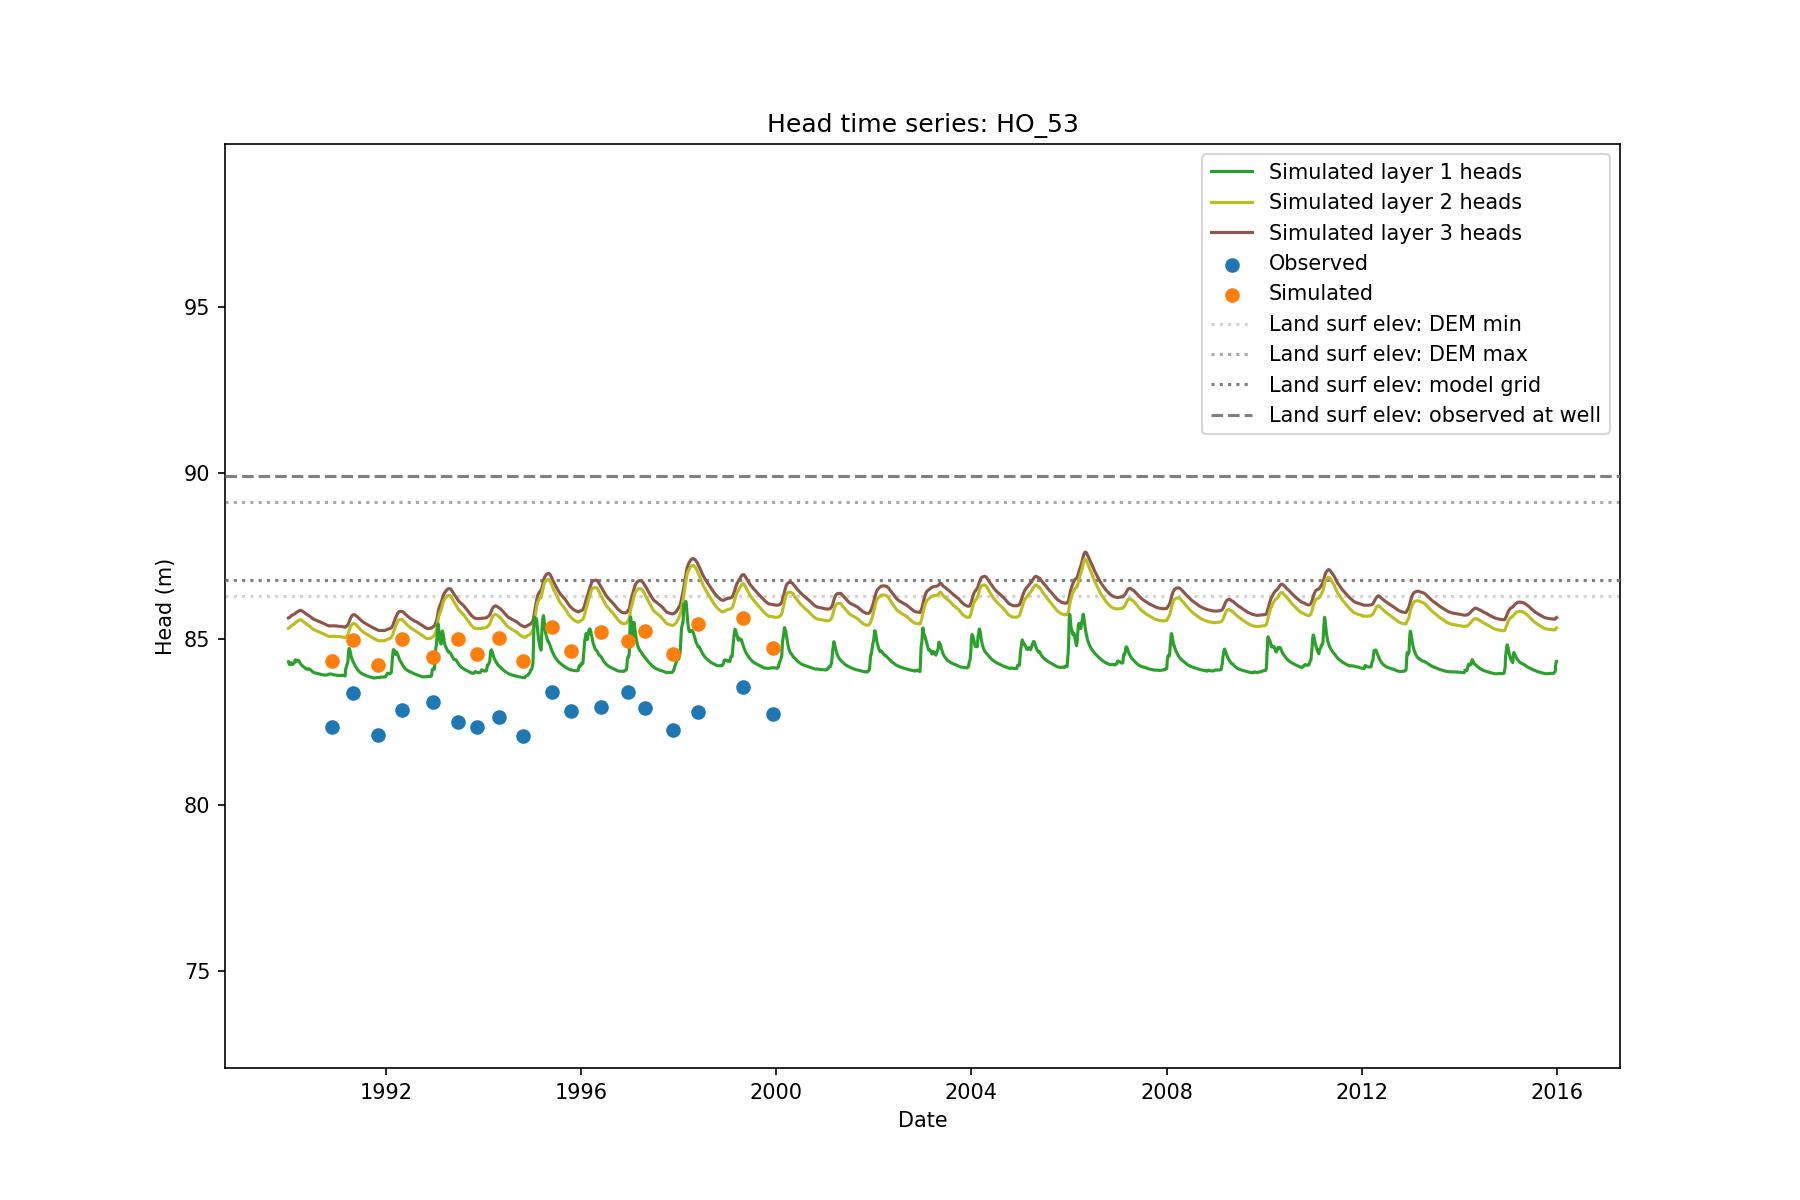 Head time series: HO_53
Simulated layer 1 heads
Simulated layer 2 heads
Simulated layer 3 heads
Observed
Simulated
Land surf elev: DEM min
Land surf elev: DEM max
Land surf elev: model grid
Land surf elev: observed at well
95
90
85
80
75
Head (m)
1992 1996 2000 2004 2008 2012 2016
Date